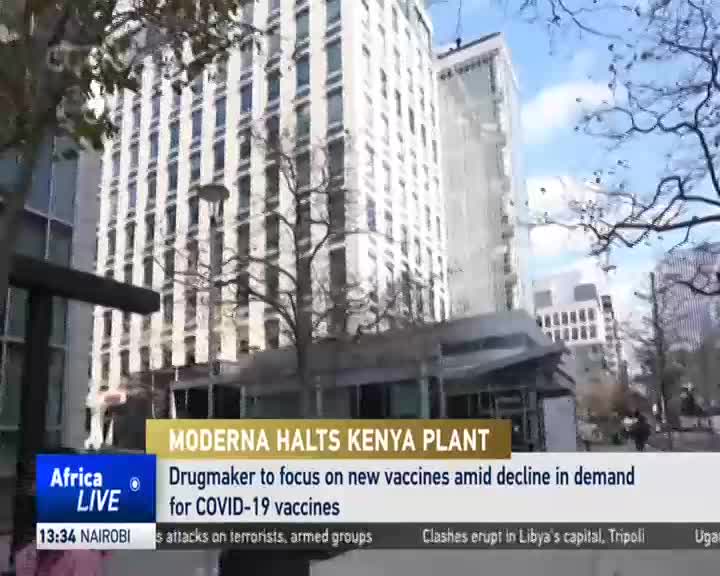 MODERNA HALTS KENYA PLANT
Africa
LIVE
Drugmaker to focus on new vaccines amid decline in demand
for COVID-19 vaccines
13:34 NAIROBI
s attacks on terrorists, armed groups Clashes erupt in Libya's capital, Tripoli Uga